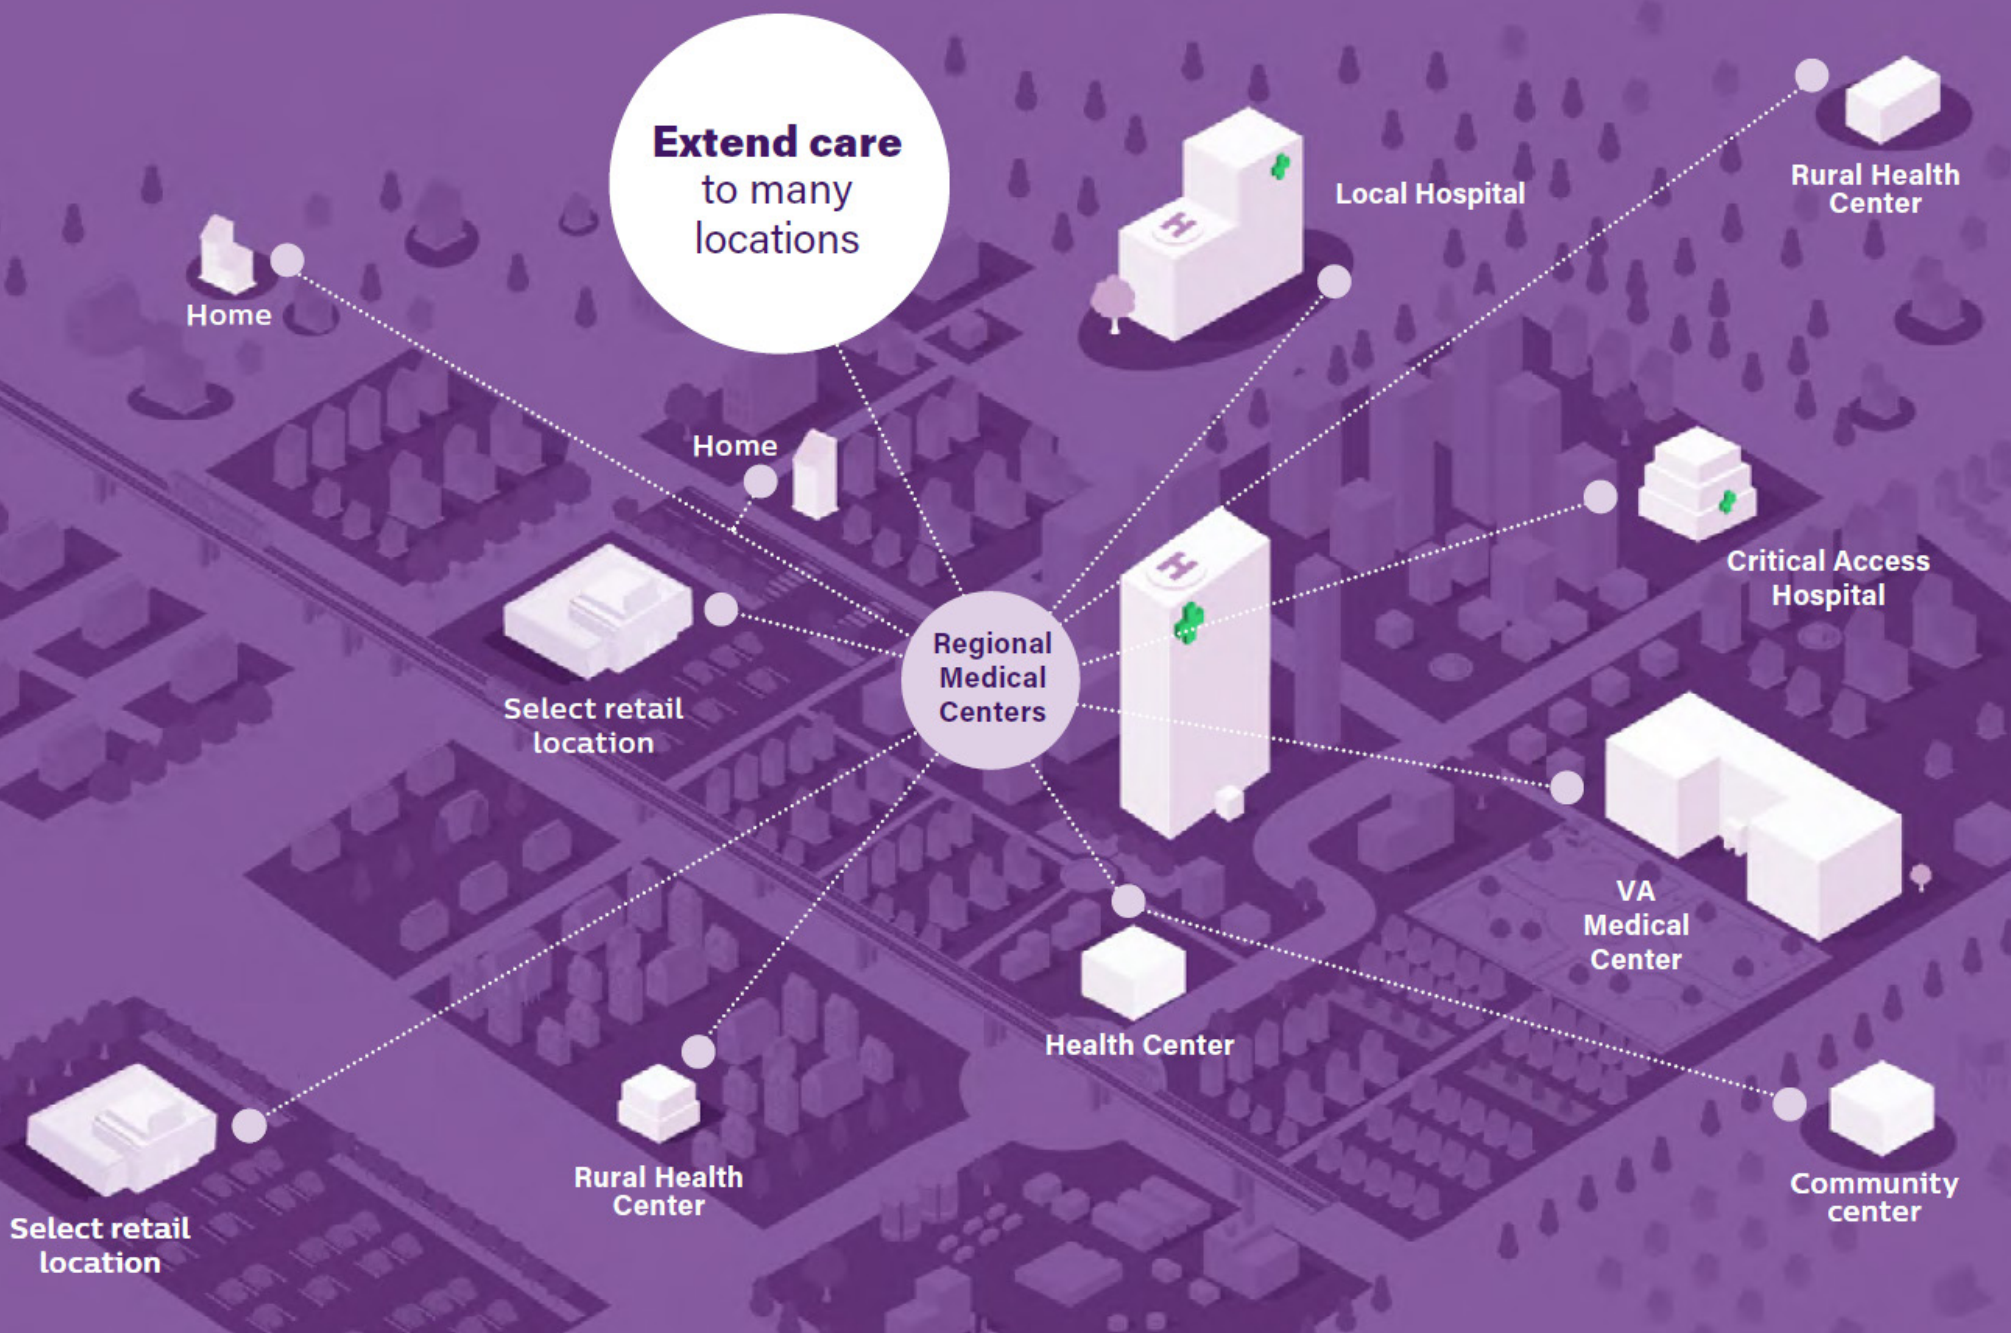 Extend care
to many
locations
Local Hospital
Rural Health
Center
Home
Home
Critical Access
Hospital
Regional
Medical
Centers
Select retail
location
VA
Medical
Center
Health Center
Rural Health
Center
Community
center
Select retail
location
H
H